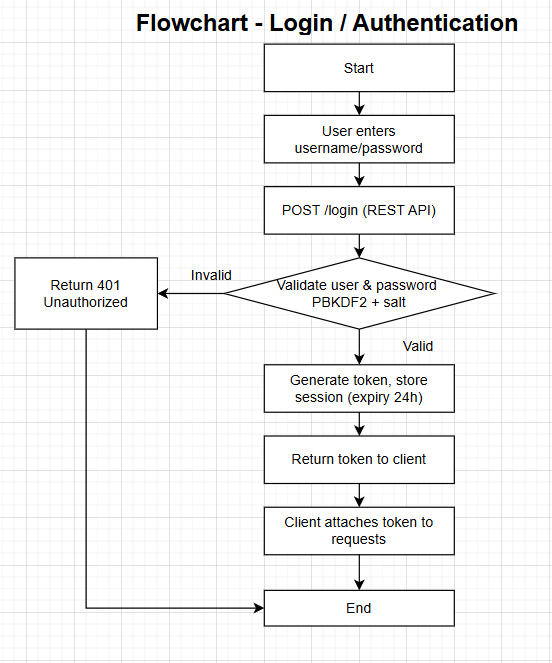 Flowchart - Login / Authentication
Start
User enters
username/password
POST /login (REST API)
Invalid
Return 401
Unauthorized
Validate user & password
PBKDF2 + salt
Valid
Generate token, store
session (expiry 24h)
Return token to client
Client attaches token to
requests
End